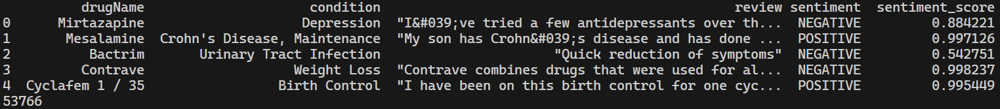 drugName condition review sentiment sentiment_score
0 Mirtazapine Depression "I&#039;ve tried a few antidepressants over th... NEGATIVE 0.884221
1 Mesalamine Crohn's Disease, Maintenance "My son has Crohn&#039;s disease and has done ... POSITIVE 0.997126
2 Bactrim Urinary Tract Infection "Quick reduction of symptoms" NEGATIVE 0.542751
3 Contrave Weight Loss "Contrave combines drugs that were used for al... NEGATIVE 0.998237
4 Cyclafem 1 / 35 Birth Control "I have been on this birth control for one cyc... POSITIVE 0.995449
53766